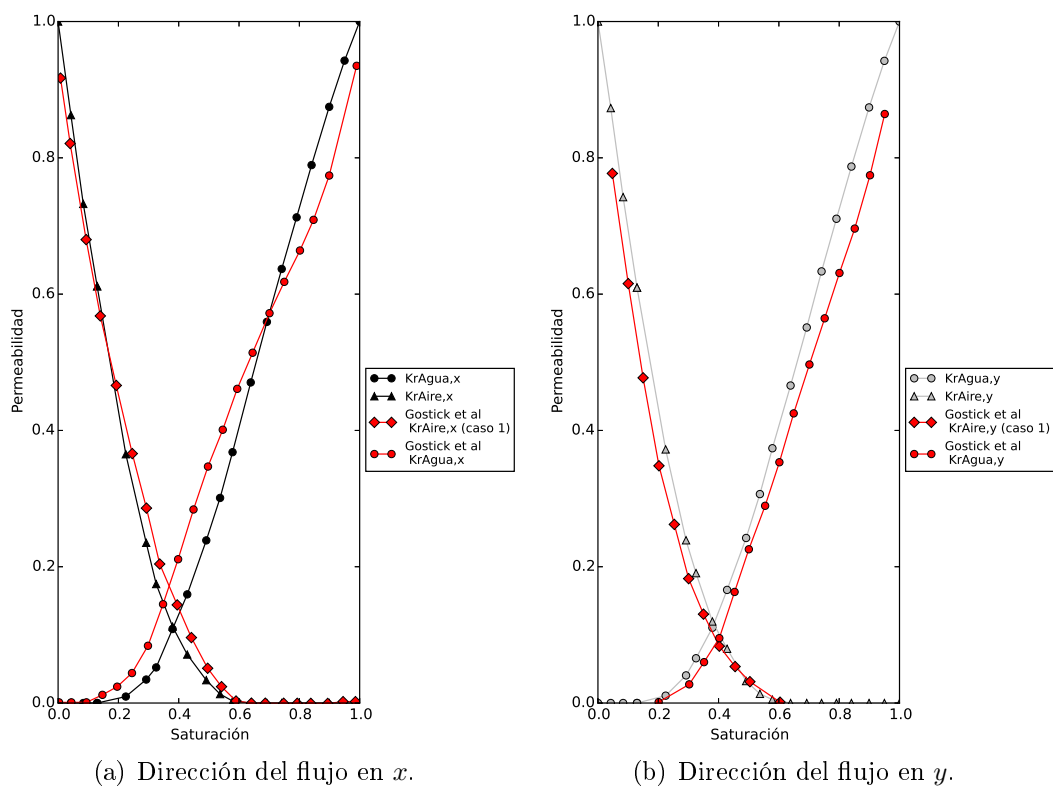 1.0
0.8
0.6
0.4
0.2
0.0
Permeabilidad
0.0 0.2 0.4 0.6 0.8 1.0
Saturación
KrAgua,x
KrAire,x
Gostick et al
KrAire,x (caso 1)
Gostick et al
KrAgua,x
(a) Dirección del flujo en x.
1.0
0.8
0.6
0.4
0.2
0.0
Permeabilidad
0.0 0.2 0.4 0.6 0.8 1.0
Saturación
KrAgua,y
KrAire,y
Gostick et al
KrAire,y (caso 1)
Gostick et al
KrAgua,y
(b) Dirección del flujo en y.